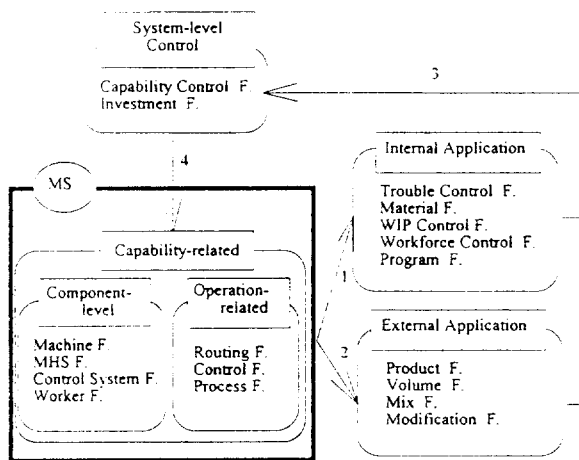 System-level
Control
Capability Control F.
Investment F.
3
4
MS
Capability-related
Component-
level
Machine F.
MHS F.
Control System F.
Worker F.
Operation-
related
Routing F.
Control F.
Process F.
1
2
Internal Application
Trouble Control F.
Material F.
WIP Control F.
Workforce Control F.
Program F.
External Application
Product F.
Volume F.
Mix F.
Modification F.